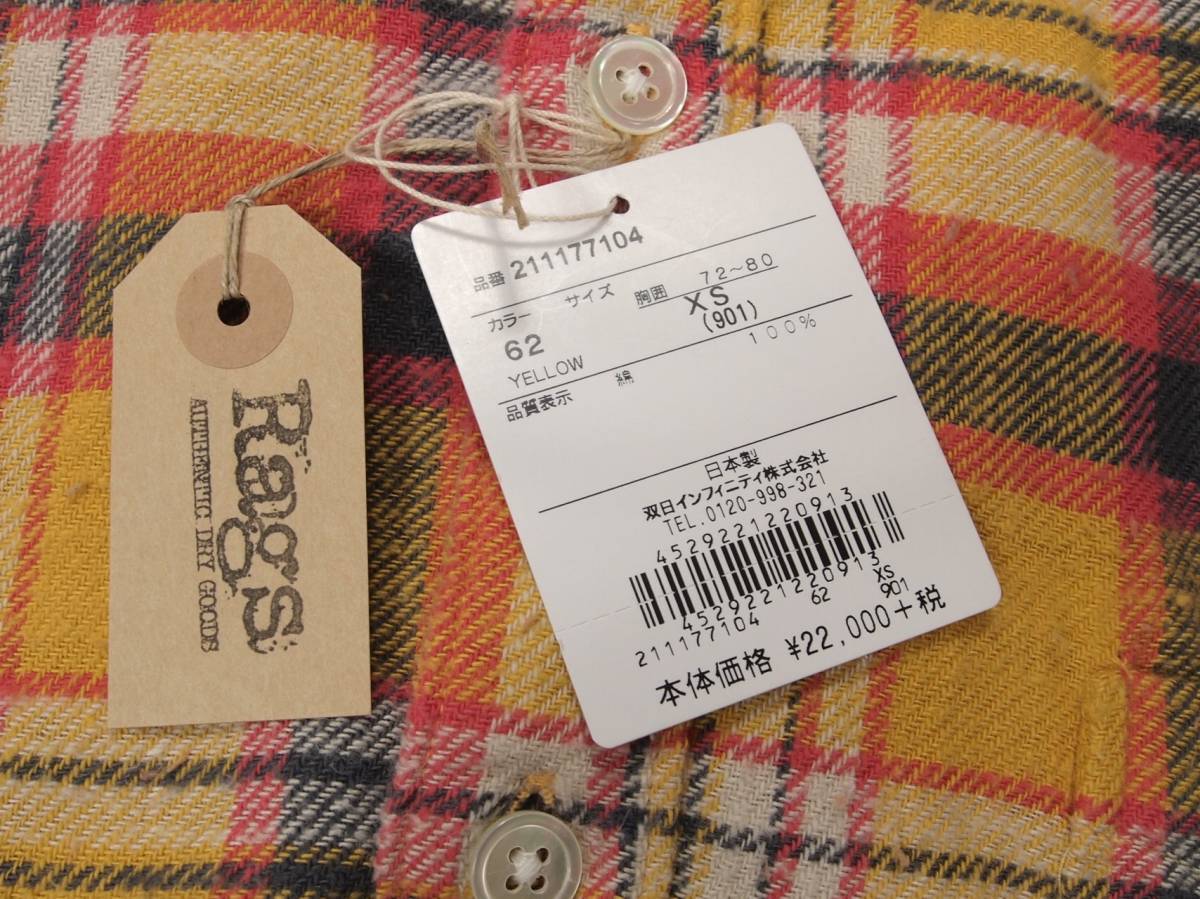 Rags
AUTHENTIC DRY GOODS
品番 211177104
カラー サイズ 胸囲 72~80
62 XS
(901)
YELLOW
品質表示 綿 100%
日本製
双日インフィニティ株式会社
TEL.0120-998-321
4529221220913
4529221220913
211177104 62 XS
901
本体価格 ¥22,000+税